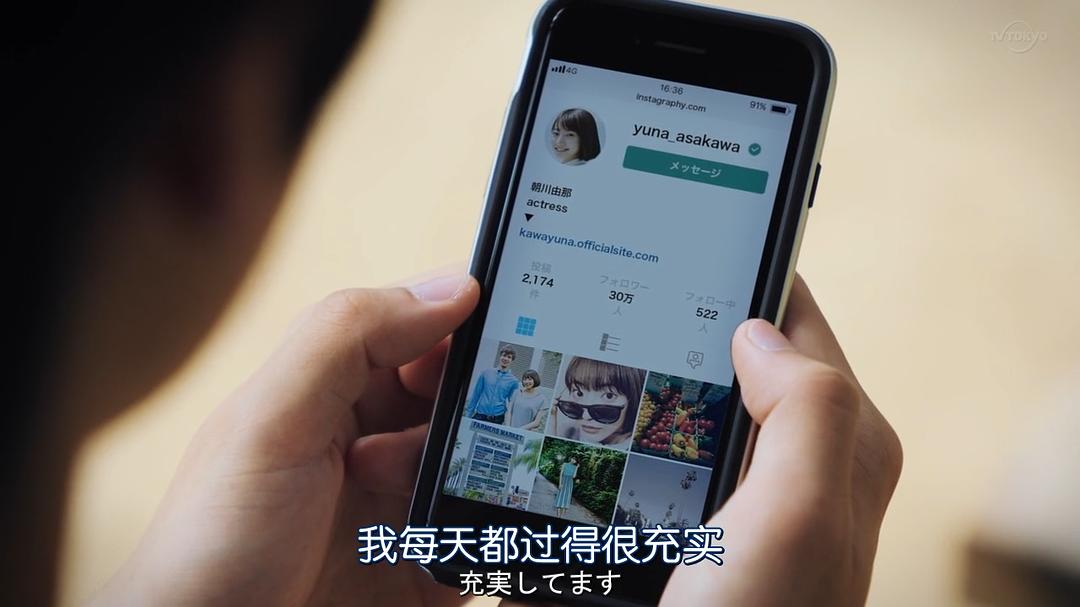 TV TOKYO
4G
16:36
91%
instagraphy.com
yuna_asakawa
メッセージ
朝川由那
actress
▼
kawayuna.officialsite.com
投稿 フォロワー フォロー中
2,174 30万 522
件 人 人
FARMERS MARKET
我每天都过得很充实
充実してます